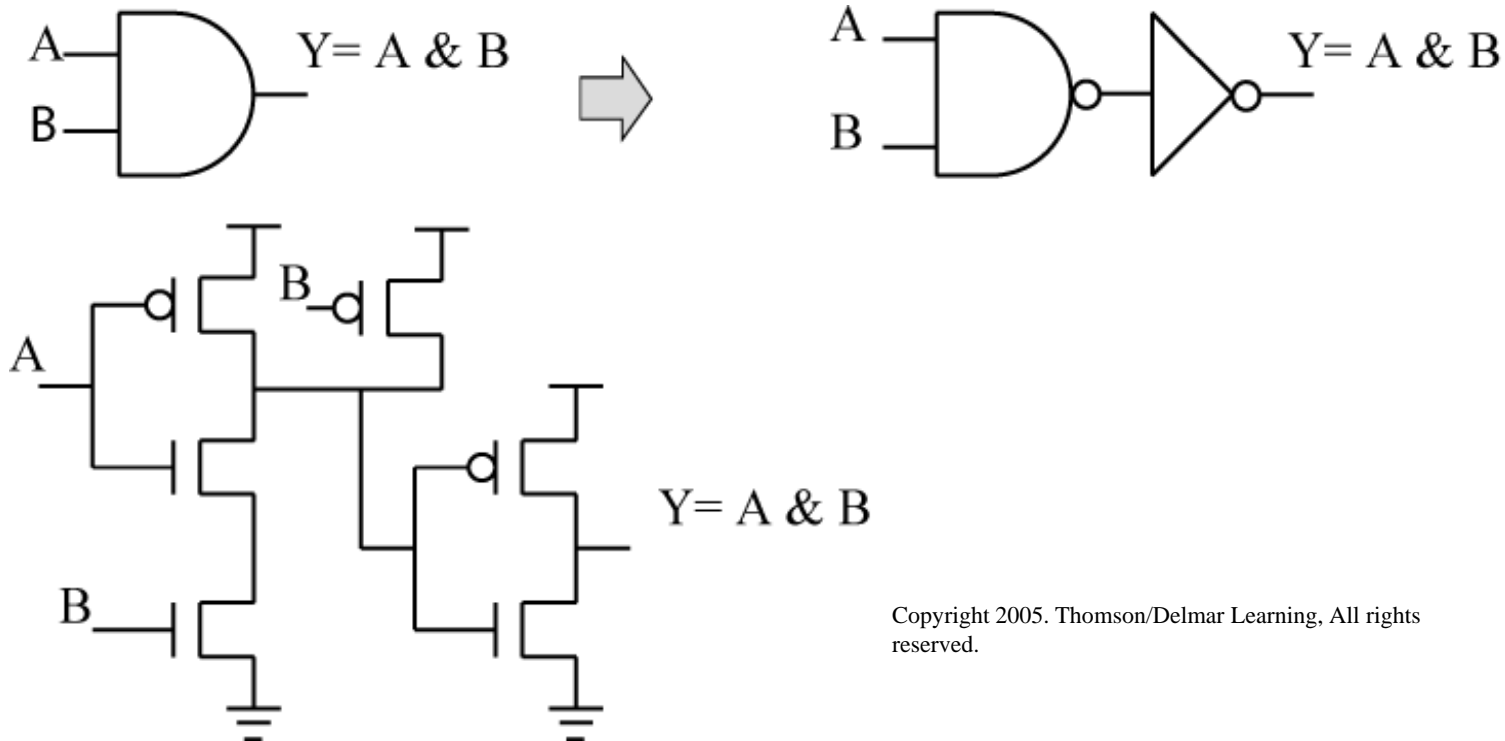 A
Y= A & B
B
A
Y= A & B
B
B
A
Y= A & B
B
Copyright 2005. Thomson/Delmar Learning, All rights
reserved.